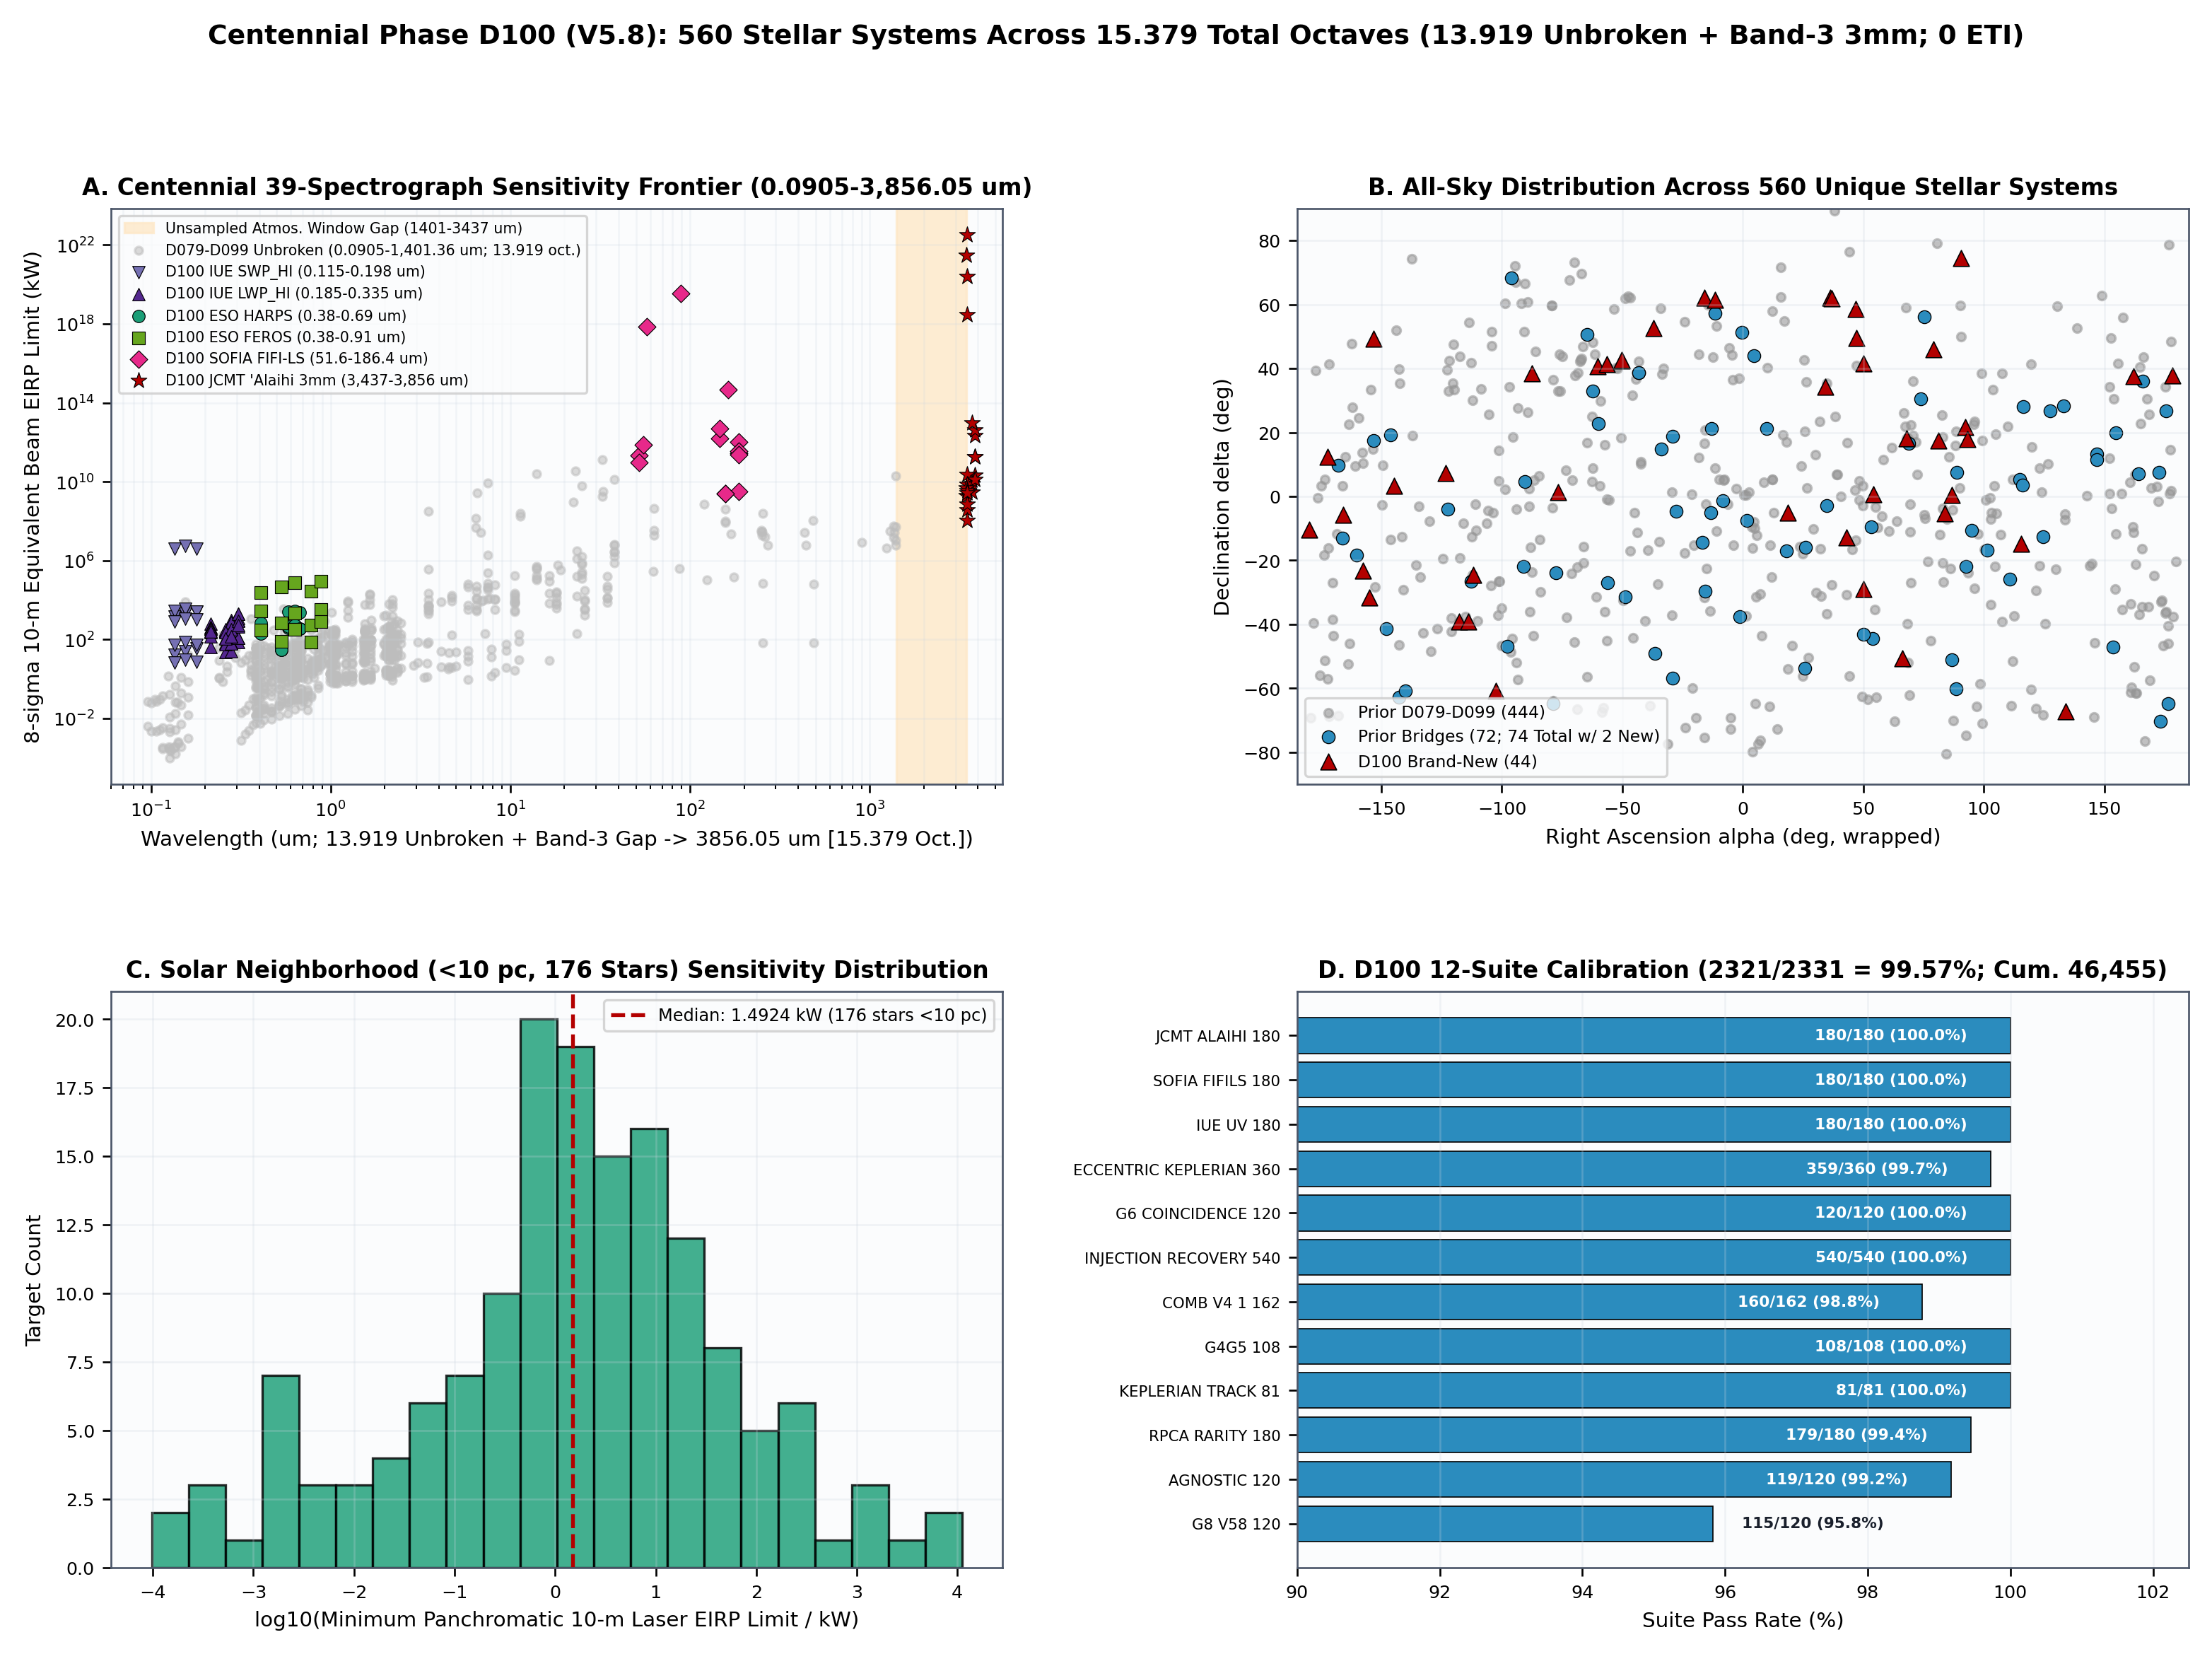 Centennial Phase D100 (V5.8): 560 Stellar Systems Across 15.379 Total Octaves (13.919 Unbroken + Band-3 3mm; 0 ETI)
A. Centennial 39-Spectrograph Sensitivity Frontier (0.0905-3,856.05 um)
8-sigma 10-m Equivalent Beam EIRP Limit (kW)
10^22
10^18
10^14
10^10
10^6
10^2
10^−2
Unsampled Atmos. Window Gap (1401-3437 um)
D079-D099 Unbroken (0.0905-1,401.36 um; 13.919 oct.)
D100 IUE SWP_HI (0.115-0.198 um)
D100 IUE LWP_HI (0.185-0.335 um)
D100 ESO HARPS (0.38-0.69 um)
D100 ESO FEROS (0.38-0.91 um)
D100 SOFIA FIFI-LS (51.6-186.4 um)
D100 JCMT 'Alaihi 3mm (3,437-3,856 um)
10^−1 10^0 10^1 10^2 10^3
Wavelength (um; 13.919 Unbroken + Band-3 Gap -> 3856.05 um [15.379 Oct.])
B. All-Sky Distribution Across 560 Unique Stellar Systems
Declination delta (deg)
80
60
40
20
0
−20
−40
−60
−80
Prior D079-D099 (444)
Prior Bridges (72; 74 Total w/ 2 New)
D100 Brand-New (44)
−150 −100 −50 0 50 100 150
Right Ascension alpha (deg, wrapped)
C. Solar Neighborhood (<10 pc, 176 Stars) Sensitivity Distribution
Target Count
20.0
17.5
15.0
12.5
10.0
7.5
5.0
2.5
0.0
Median: 1.4924 kW (176 stars <10 pc)
−4 −3 −2 −1 0 1 2 3 4
log10(Minimum Panchromatic 10-m Laser EIRP Limit / kW)
D. D100 12-Suite Calibration (2321/2331 = 99.57%; Cum. 46,455)
JCMT ALAIHI 180 180/180 (100.0%)
SOFIA FIFILS 180 180/180 (100.0%)
IUE UV 180 180/180 (100.0%)
ECCENTRIC KEPLERIAN 360 359/360 (99.7%)
G6 COINCIDENCE 120 120/120 (100.0%)
INJECTION RECOVERY 540 540/540 (100.0%)
COMB V4 1 162 160/162 (98.8%)
G4G5 108 108/108 (100.0%)
KEPLERIAN TRACK 81 81/81 (100.0%)
RPCA RARITY 180 179/180 (99.4%)
AGNOSTIC 120 119/120 (99.2%)
G8 V58 120 115/120 (95.8%)
90 92 94 96 98 100 102
Suite Pass Rate (%)